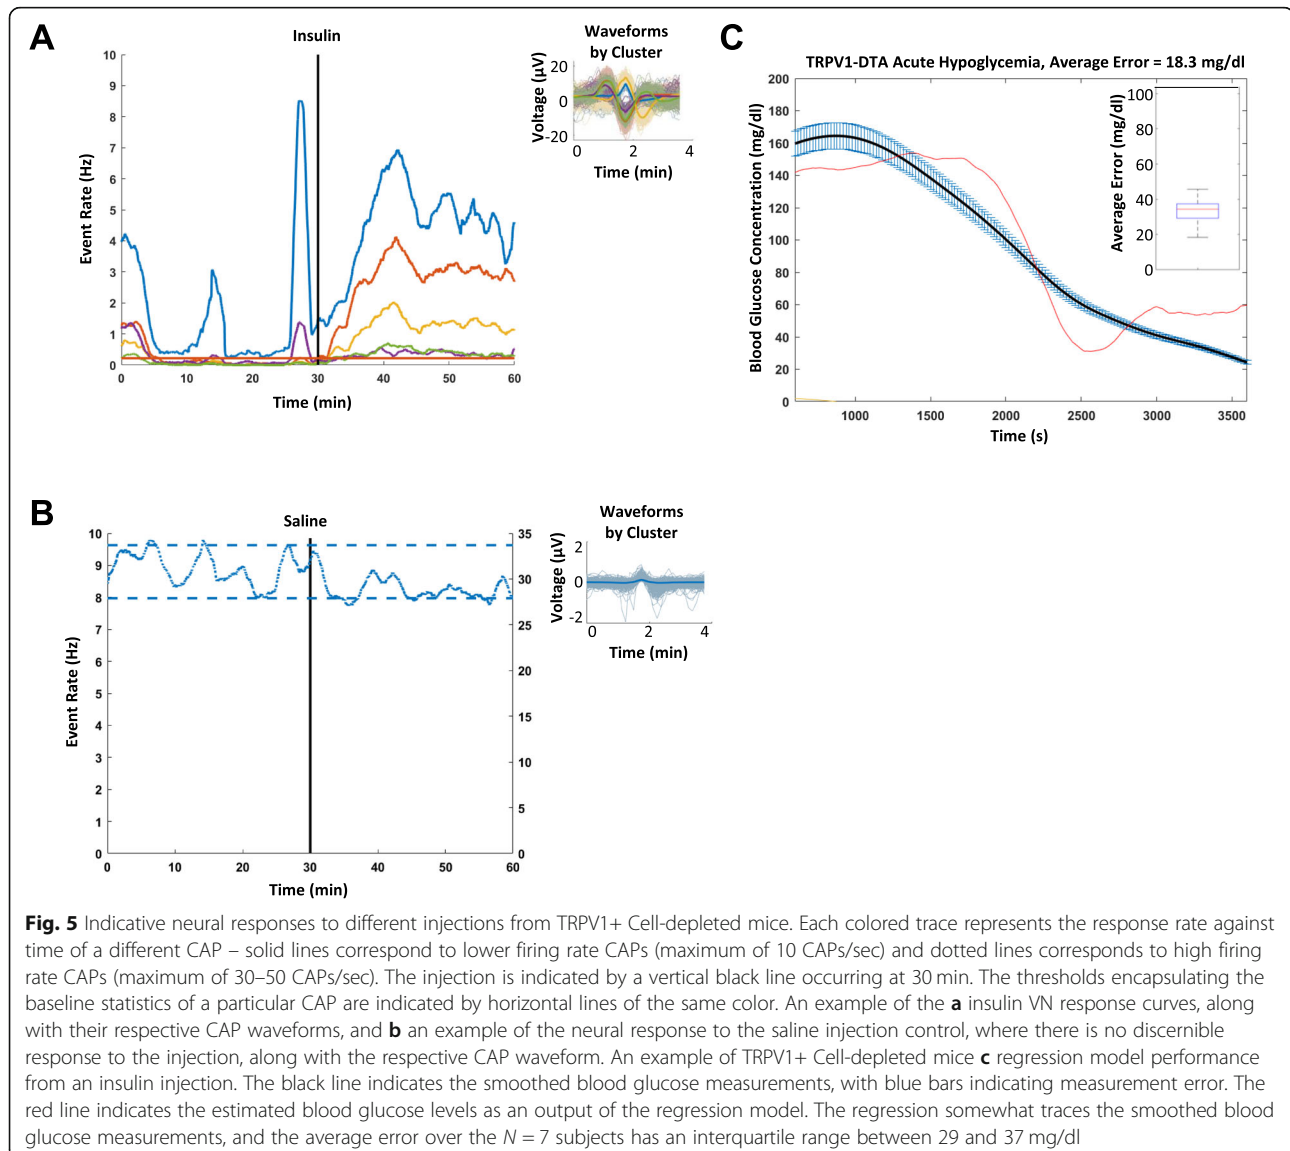 A
Insulin
Event Rate (Hz)
10
9
8
7
6
5
4
3
2
1
0
0 10 20 30 40 50 60
Time (min)
Waveforms
by Cluster
Voltage (µV)
20
0
-20
0 2 4
Time (min)
C
TRPV1-DTA Acute Hypoglycemia, Average Error = 18.3 mg/dl
Blood Glucose Concentration (mg/dl)
200
180
160
140
120
100
80
60
40
20
0
1000 1500 2000 2500 3000 3500
Time (s)
Average Error (mg/dl)
100
80
60
40
20
0
B
Saline
Event Rate (Hz)
10
9
8
7
6
5
4
3
2
1
0
35
30
25
20
15
10
5
0
0 10 20 30 40 50 60
Time (min)
Waveforms
by Cluster
Voltage (µV)
2
0
-2
0 2 4
Time (min)
Fig. 5 Indicative neural responses to different injections from TRPV1+ Cell-depleted mice. Each colored trace represents the response rate against
time of a different CAP – solid lines correspond to lower firing rate CAPs (maximum of 10 CAPs/sec) and dotted lines corresponds to high firing
rate CAPs (maximum of 30–50 CAPs/sec). The injection is indicated by a vertical black line occurring at 30 min. The thresholds encapsulating the
baseline statistics of a particular CAP are indicated by horizontal lines of the same color. An example of the a insulin VN response curves, along
with their respective CAP waveforms, and b an example of the neural response to the saline injection control, where there is no discernible
response to the injection, along with the respective CAP waveform. An example of TRPV1+ Cell-depleted mice c regression model performance
from an insulin injection. The black line indicates the smoothed blood glucose measurements, with blue bars indicating measurement error. The
red line indicates the estimated blood glucose levels as an output of the regression model. The regression somewhat traces the smoothed blood
glucose measurements, and the average error over the N = 7 subjects has an interquartile range between 29 and 37 mg/dl